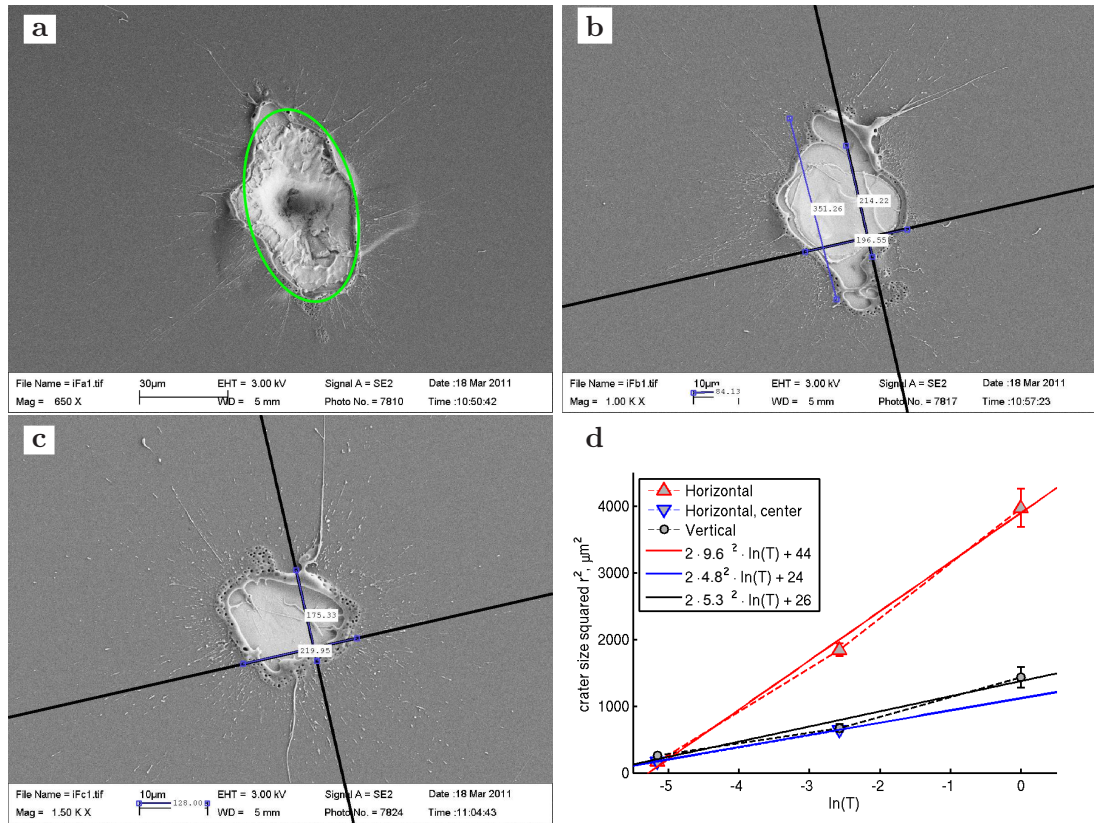 a
File Name = iFa1.tif 30µm EHT = 3.00 kV Signal A = SE2 Date :18 Mar 2011
Mag = 650 X WD = 5 mm Photo No. = 7810 Time :10:50:42
b
351.26
214.22
196.55
File Name = iFb1.tif 10µm EHT = 3.00 kV Signal A = SE2 Date :18 Mar 2011
84.13
Mag = 1.00 K X WD = 5 mm Photo No. = 7817 Time :10:57:23
c
175.33
219.95
File Name = iFc1.tif 10µm EHT = 3.00 kV Signal A = SE2 Date :18 Mar 2011
128.00
Mag = 1.50 K X WD = 5 mm Photo No. = 7824 Time :11:04:43
d
Horizontal
Horizontal, center
Vertical
2 · 9.6 ² · ln(T) + 44
2 · 4.8² · ln(T) + 24
2 · 5.3 ² · ln(T) + 26
crater size squared r², µm²
4000
3000
2000
1000
0
-5 -4 -3 -2 -1 0
ln(T)